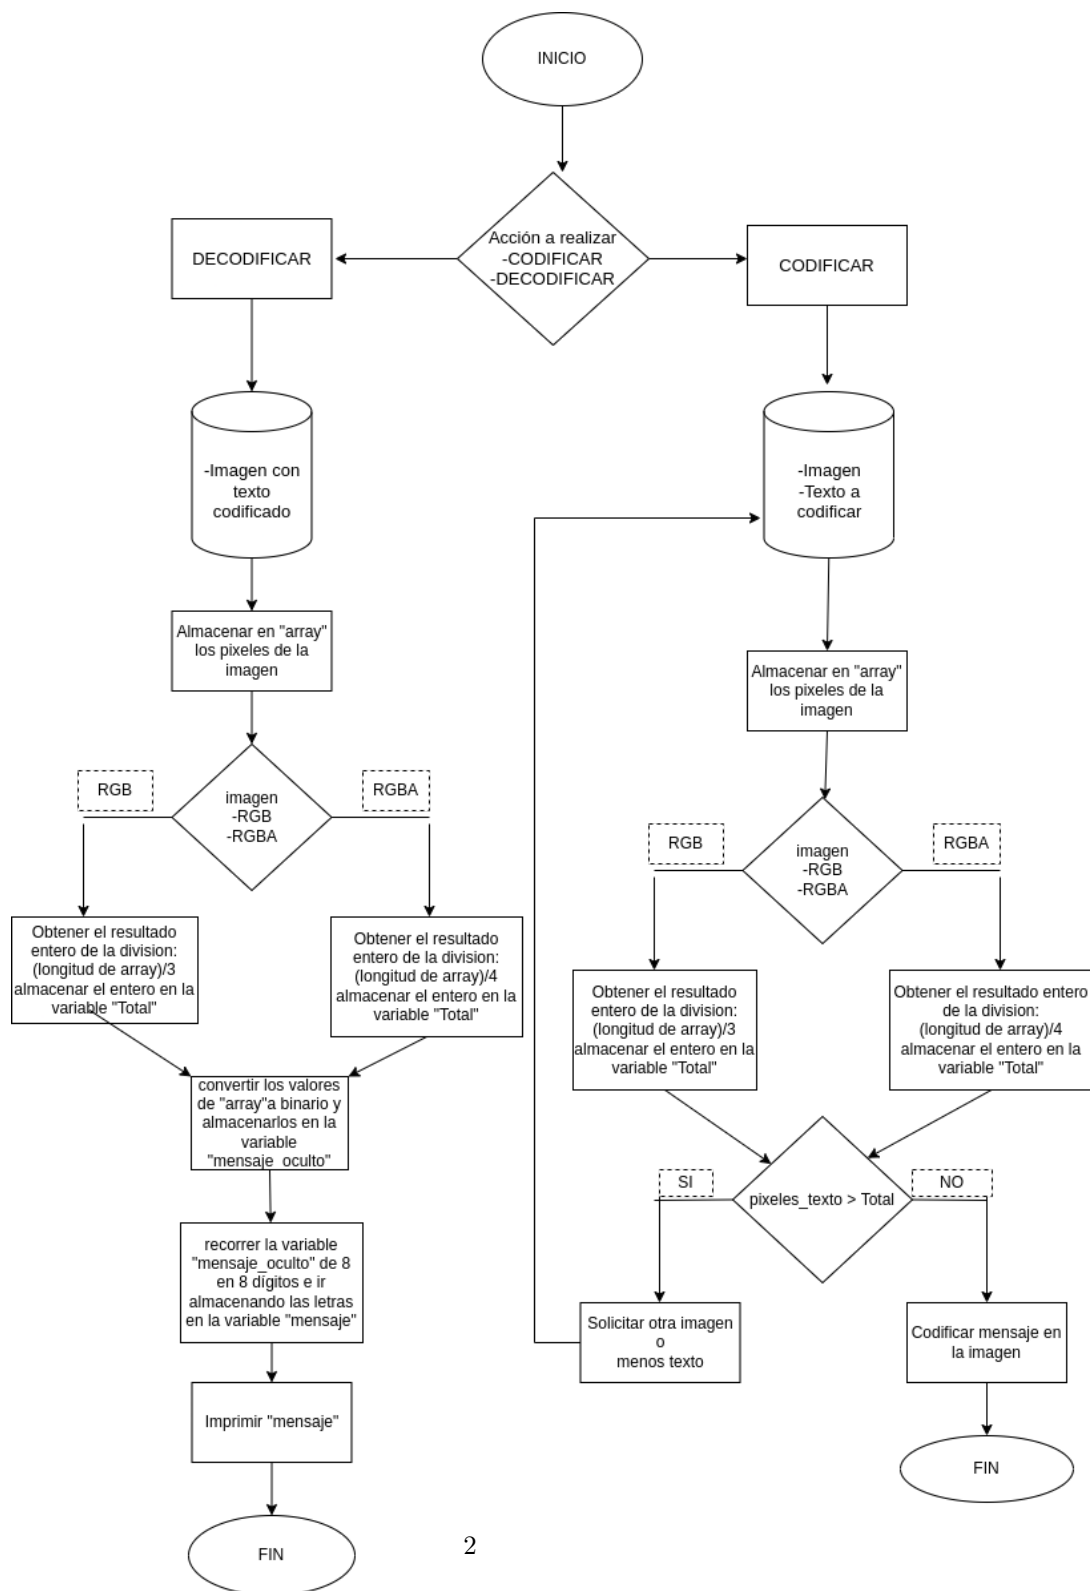 INICIO
Acción a realizar
-CODIFICAR
-DECODIFICAR
DECODIFICAR
-Imagen con
texto
codificado
Almacenar en "array"
los pixeles de la
imagen
imagen
-RGB
-RGBA
RGB
RGBA
Obtener el resultado
entero de la division:
(longitud de array)/3
almacenar el entero en la
variable "Total"
Obtener el resultado
entero de la division:
(longitud de array)/4
almacenar el entero en la
variable "Total"
convertir los valores
de "array"a binario y
almacenarlos en la
variable
"mensaje_oculto"
recorrer la variable
"mensaje_oculto" de 8
en 8 dígitos e ir
almacenando las letras
en la variable "mensaje"
Imprimir "mensaje"
FIN
CODIFICAR
-Imagen
-Texto a
codificar
Almacenar en "array"
los pixeles de la
imagen
imagen
-RGB
-RGBA
RGB
RGBA
Obtener el resultado
entero de la division:
(longitud de array)/3
almacenar el entero en la
variable "Total"
Obtener el resultado entero
de la division:
(longitud de array)/4
almacenar el entero en la
variable "Total"
pixeles_texto > Total
SI
NO
Solicitar otra imagen
o
menos texto
Codificar mensaje en
la imagen
FIN
2